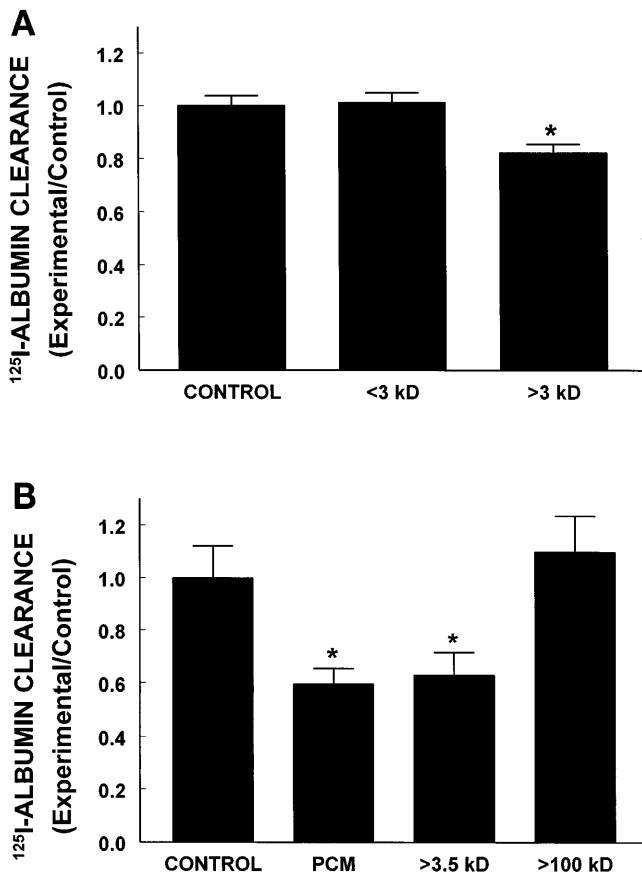 A
¹²⁵I-ALBUMIN CLEARANCE
(Experimental/Control)
1.2
1.0
0.8
0.6
0.4
0.2
0.0
*
CONTROL <3 kD >3 kD
B
¹²⁵I-ALBUMIN CLEARANCE
(Experimental/Control)
1.2
1.0
0.8
0.6
0.4
0.2
0.0
* *
CONTROL PCM >3.5 kD >100 kD